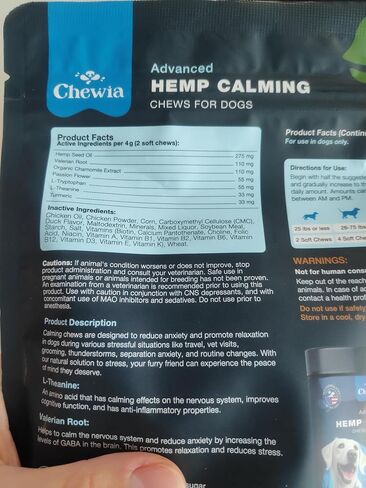 Chewia
Advanced
HEMP CALMING
CHEWS FOR DOGS
Product Facts
Active Ingredients per 4g (2 soft chews):
Hemp Seed Oil 275 mg
Valerian Root 110 mg
Organic Chamomile Extract 110 mg
Passion Flower 55 mg
L-Tryptophan 55 mg
L-Theanine 33 mg
Turmeric 33 mg
Inactive Ingredients:
Chicken Oil, Chicken Powder, Corn, Carboxymethyl Cellulose (CMC),
Duck Flavor, Maltodextrin, Minerals, Mixed Liquor, Soybean Meal,
Starch, Salt, Vitamins (Biotin, Calcium Pantothenate, Choline, Folic
Acid, Niacin, Vitamin A, Vitamin B1, Vitamin B2, Vitamin B6, Vitamin
B12, Vitamin D3, Vitamin E, Vitamin K), Wheat.
Cautions: If animal's condition worsens or does not improve, stop
product administration and consult your veterinarian. Safe use in
pregnant animals or animals intended for breeding has not been proven.
An examination from a veterinarian is recommended prior to using this
product. Use with caution in conjunction with CNS depressants, and with
concomitant use of MAO inhibitors and sedatives. Do not use prior to
anesthesia.
Product Description
Calming chews are designed to reduce anxiety and promote relaxation
in dogs during various stressful situations like travel, vet visits,
grooming, thunderstorms, separation anxiety, and routine changes. With
our natural solution to stress, your furry friend can experience the peace
of mind they deserve.
L-Theanine:
An amino acid that has calming effects on the nervous system, improves
cognitive function, and has anti-inflammatory properties.
Valerian Root:
Helps to calm the nervous system and reduce anxiety by increasing the
levels of GABA in the brain. This promotes relaxation and reduces stress.
sugar
Product Facts (Contin
For use in dogs only.
Directions for Use:
Begin with half the sugges
and gradually increase to th
daily amount. Amounts can
between AM and PM.
25 lbs or less 26-75 lbs
2 Soft Chews 4 Soft Che
WARNINGS:
Not for human cons
Keep out of the reach
animals. In case of ac
contact a health prof
Do not use if safety
Store in a cool, dry
Chewia
Advanced
HEMP
CHEWS